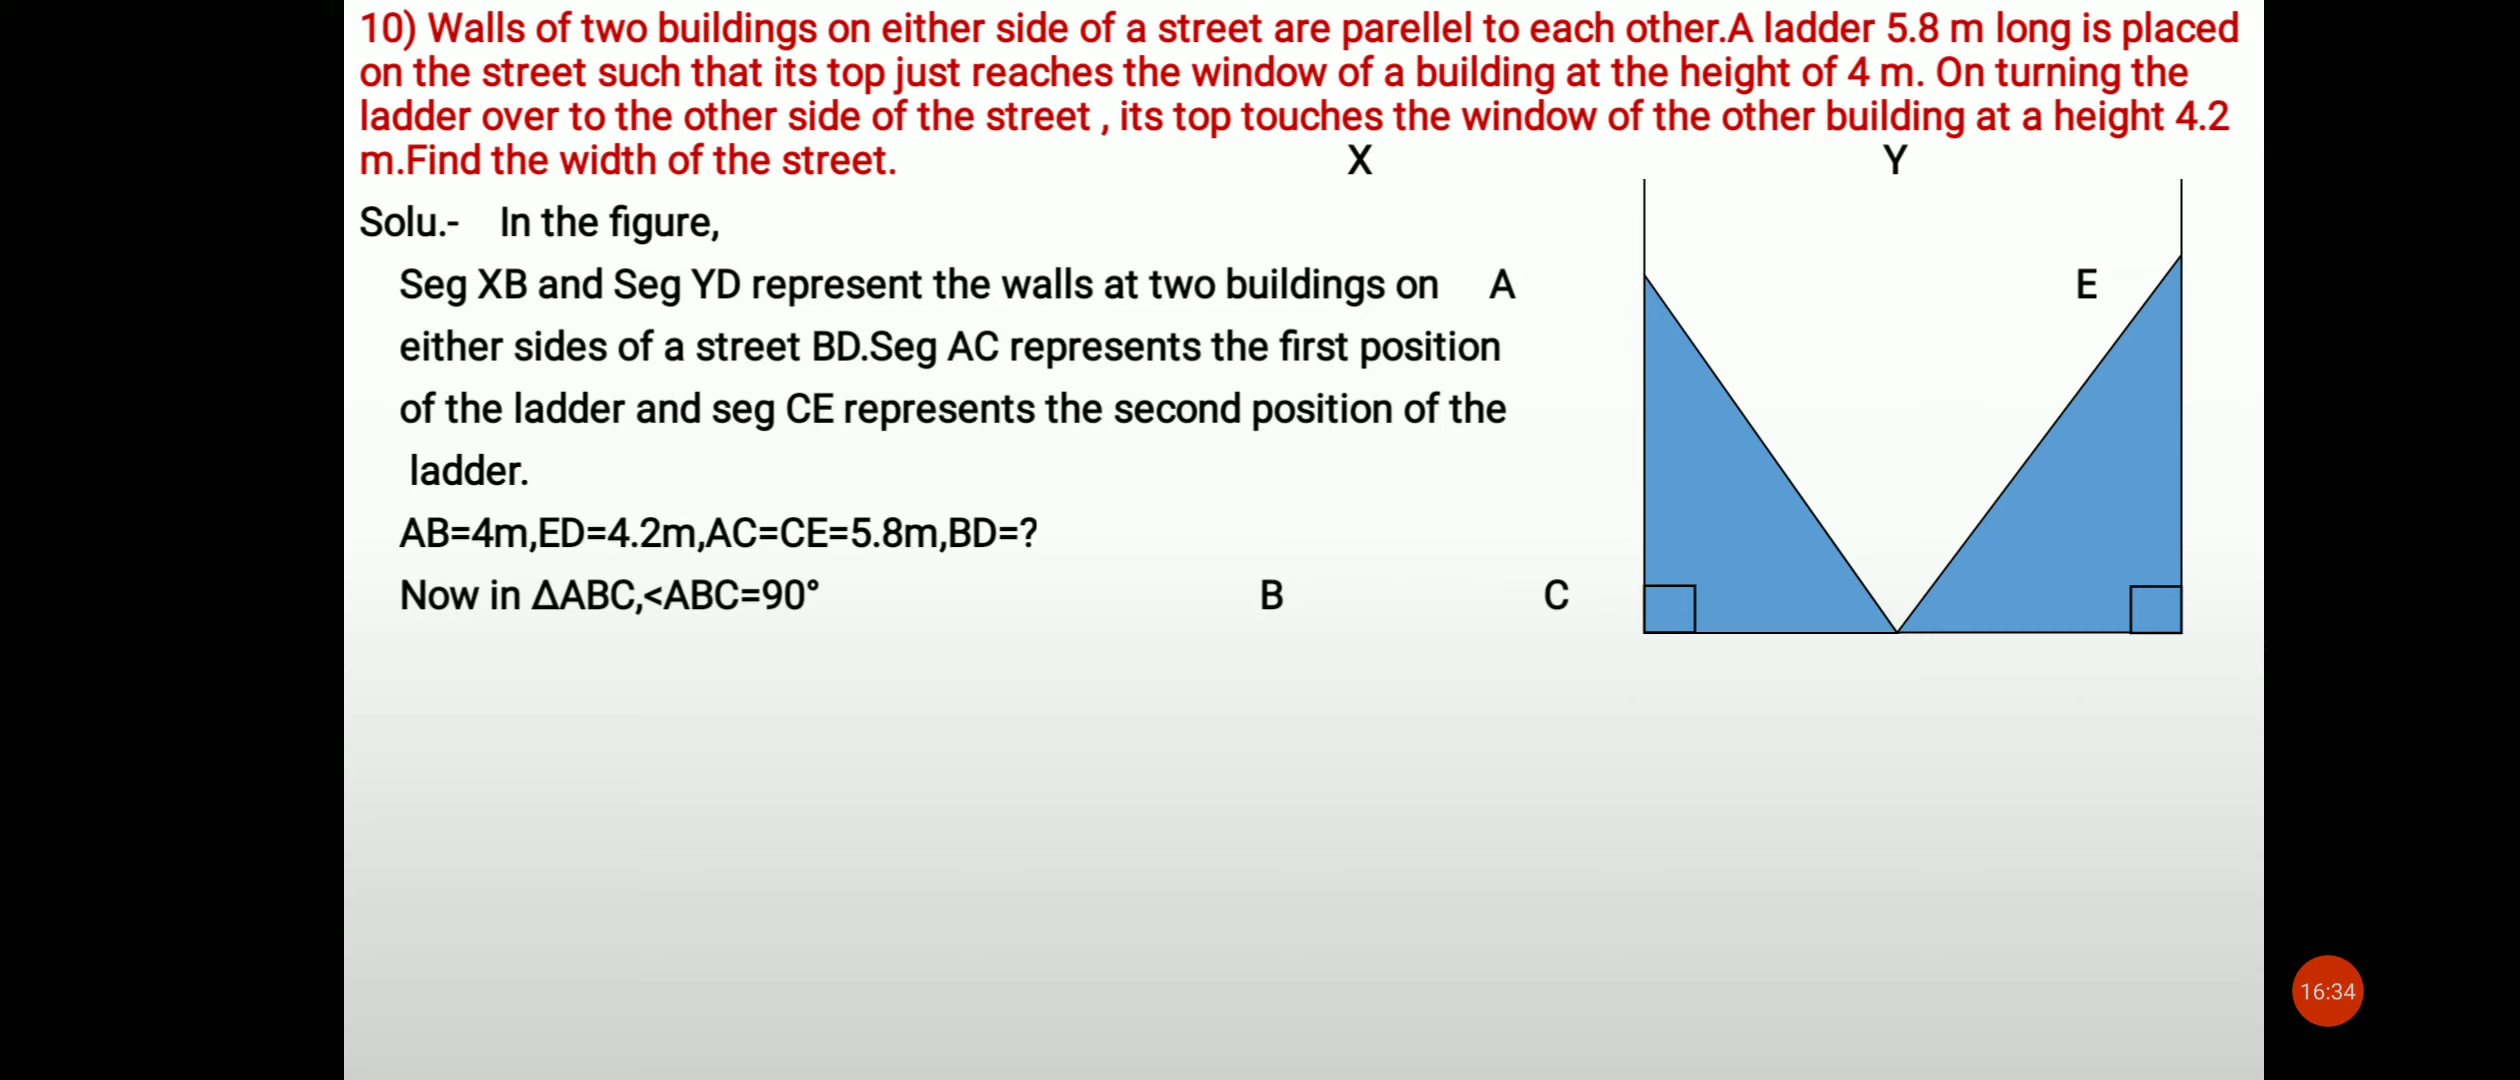 10) Walls of two buildings on either side of a street are parellel to each other.A ladder 5.8 m long is placed
on the street such that its top just reaches the window of a building at the height of 4 m. On turning the
ladder over to the other side of the street , its top touches the window of the other building at a height 4.2
m.Find the width of the street. X Y
Solu.- In the figure,
Seg XB and Seg YD represent the walls at two buildings on A E
either sides of a street BD.Seg AC represents the first position
of the ladder and seg CE represents the second position of the
ladder.
AB=4m,ED=4.2m,AC=CE=5.8m,BD=?
Now in ΔABC,<ABC=90° B C
16:34